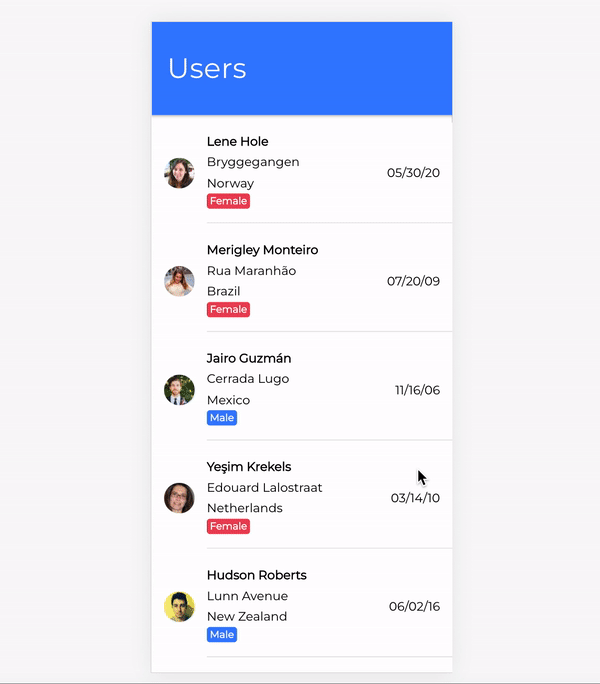 Users
Lene Hole
Bryggegangen
Norway
Female
05/30/20
Merigley Monteiro
Rua Maranhão
Brazil
Female
07/20/09
Jairo Guzmán
Cerrada Lugo
Mexico
Male
11/16/06
Yeşim Krekels
Edouard Lalostraat
Netherlands
Female
03/14/10
Hudson Roberts
Lunn Avenue
New Zealand
Male
06/02/16